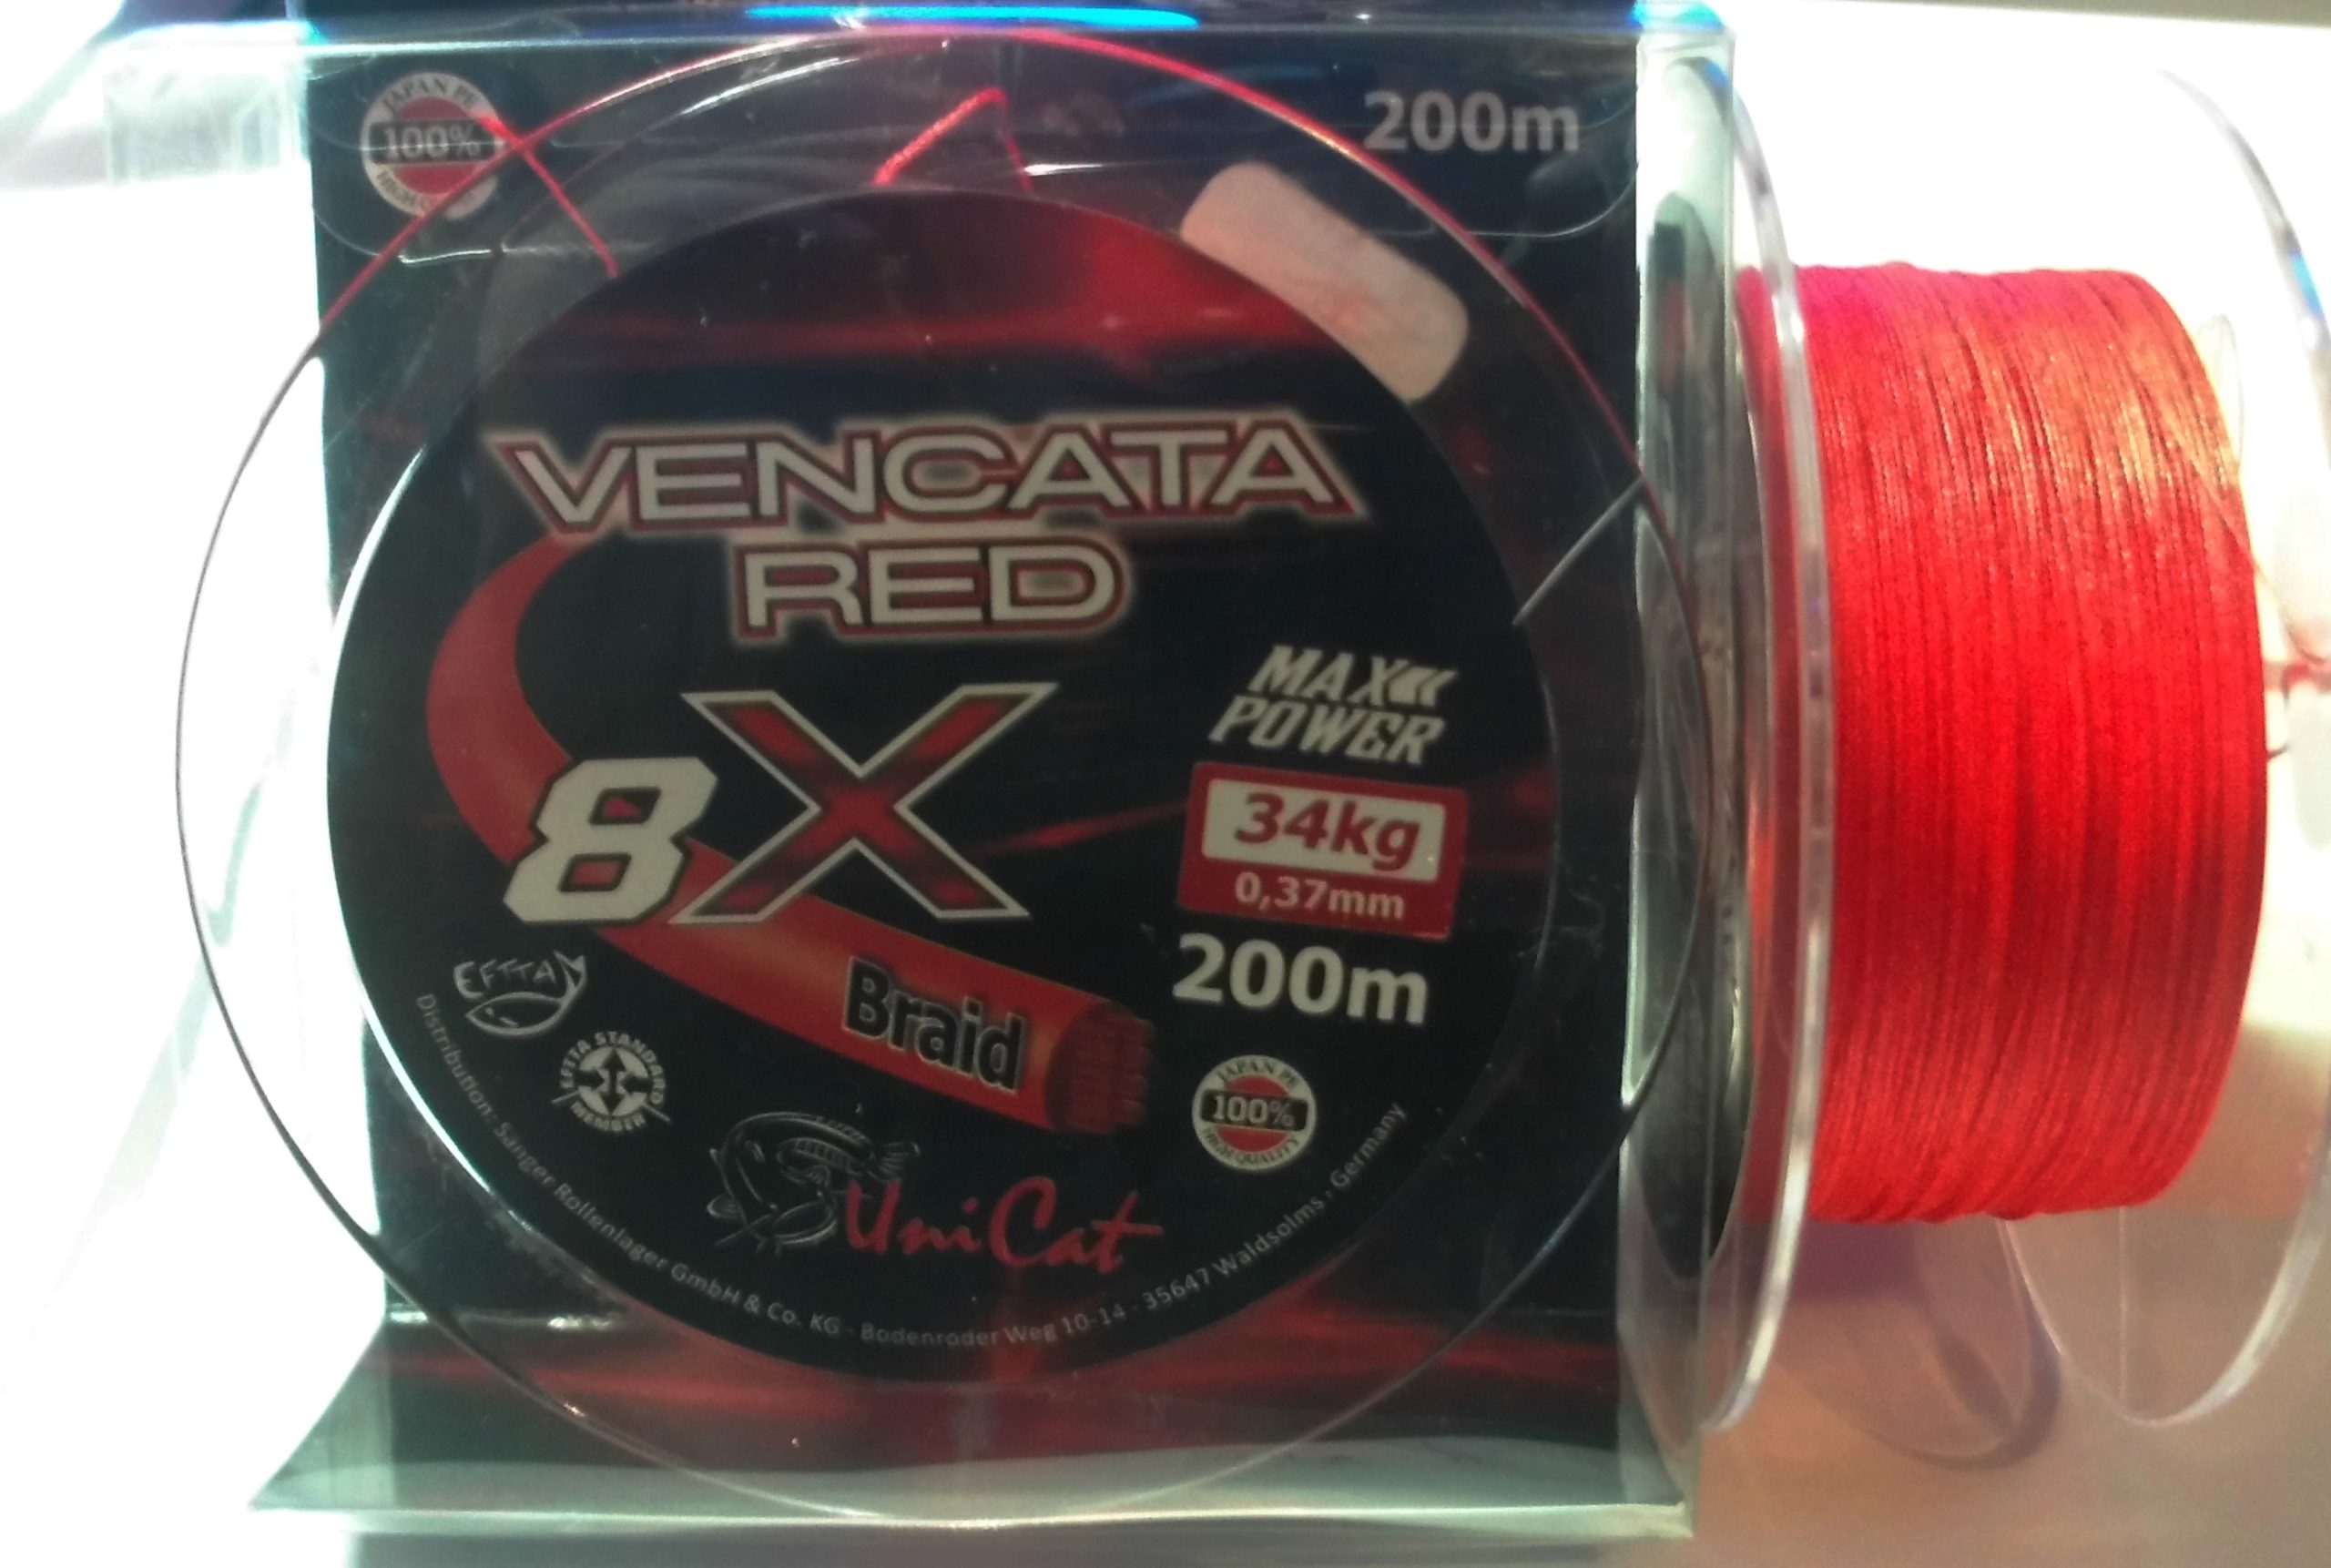 JAPAN PE
100%
200m
VENCATA
RED
8X
Braid
MAX
POWER
34kg
0,37mm
200m
EFTTA
EFTTA STANDARD
MEMBER
JAPAN PE
100%
HIGH QUALITY
UniCat
Distribution: Sänger Rollenlager GmbH & Co. KG - Bodenröder Weg 10-14 - 35647 Waldsolms, Germany